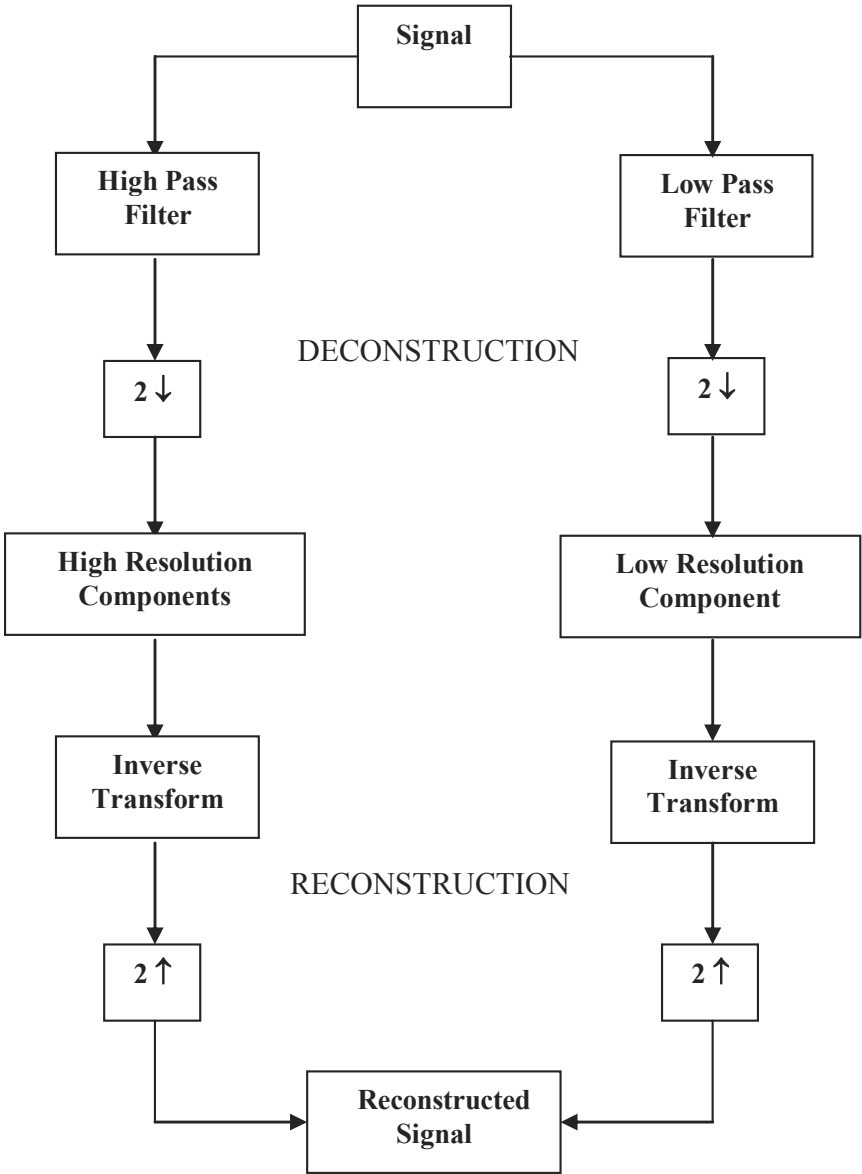 Signal
High Pass
Filter
Low Pass
Filter
DECONSTRUCTION
2 ↓
2 ↓
High Resolution
Components
Low Resolution
Component
Inverse
Transform
Inverse
Transform
RECONSTRUCTION
2 ↑
2 ↑
Reconstructed
Signal